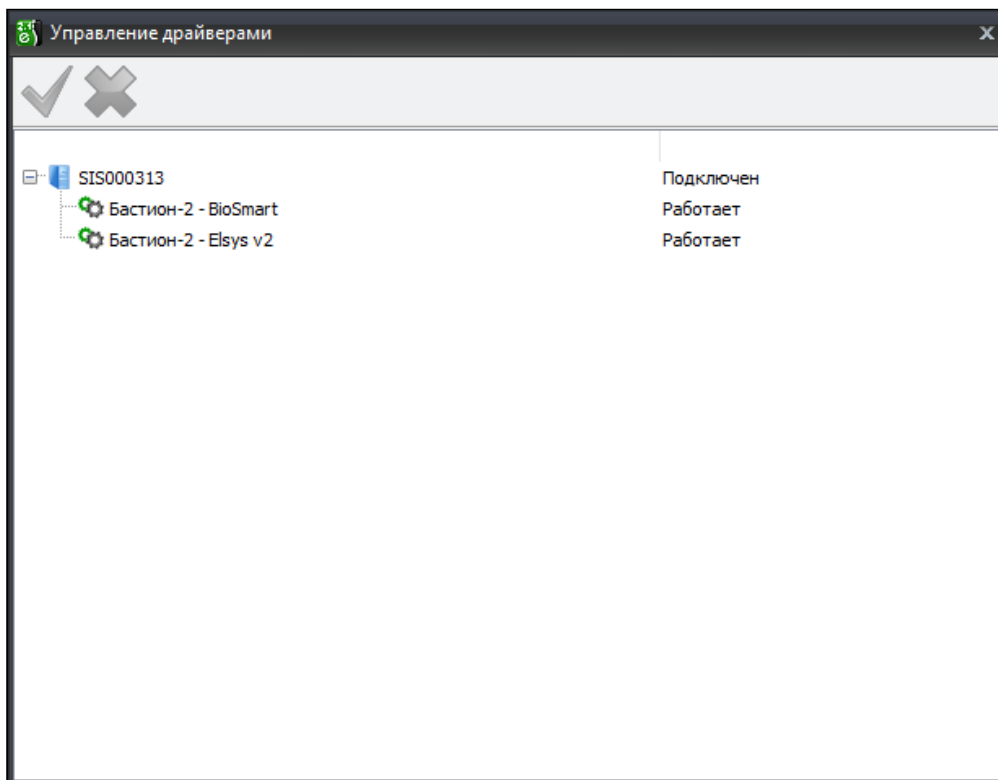 Управление драйверами
SIS000313 Подключен
Бастион-2 - BioSmart Работает
Бастион-2 - Elsys v2 Работает